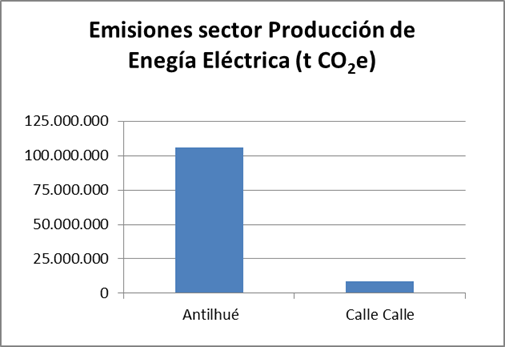 Emisiones sector Producción de
Enegía Eléctrica (t CO₂e)
125.000.000
100.000.000
75.000.000
50.000.000
25.000.000
0
Antilhué
Calle Calle